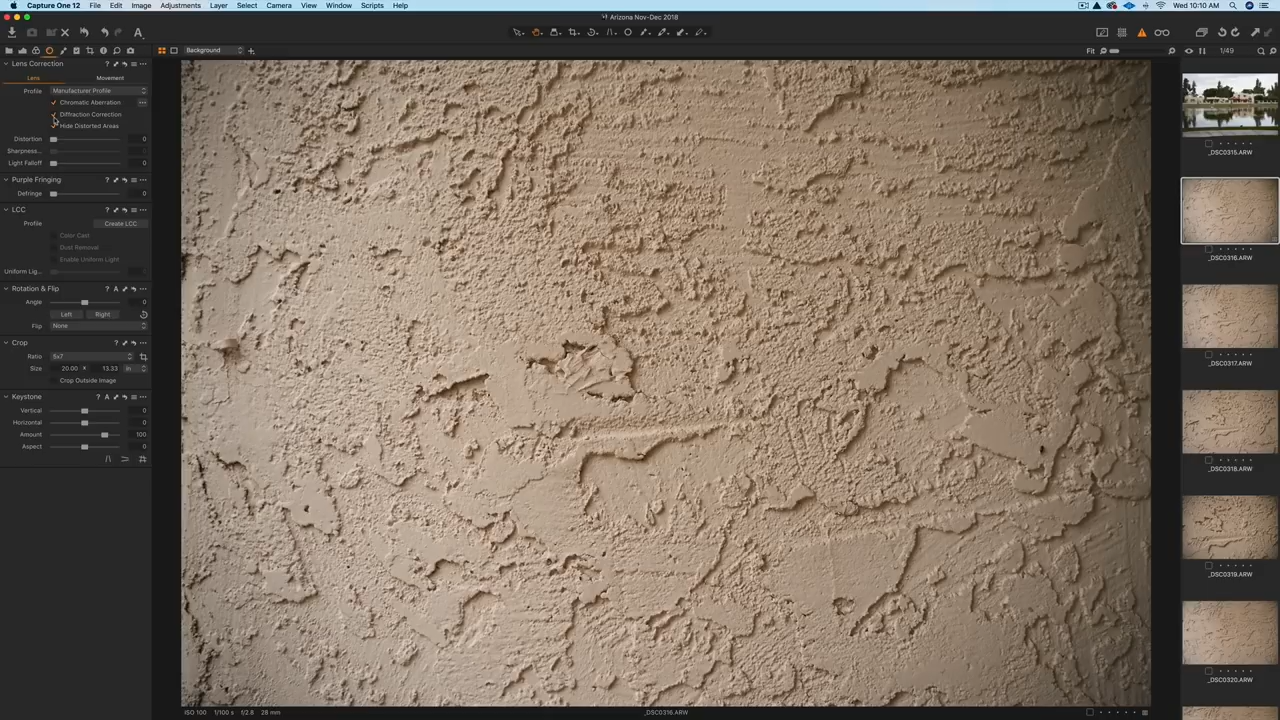 Capture One 12 File Edit Image Adjustments Layer Select Camera View Window Scripts Help Wed 10:10 AM
Arizona Nov-Dec 2018
Background Fit 1/49
Lens Correction
Lens Movement
Profile Manufacturer Profile
Chromatic Aberration
Diffraction Correction
Hide Distorted Areas
Distortion 0
Sharpness...
Light Falloff 0
Purple Fringing
Defringe 0
LCC
Profile Create LCC
Color Cast
Dust Removal
Enable Uniform Light
Uniform Lig...
Rotation & Flip
Angle 0
Left Right
Flip None
Crop
Ratio 5x7
Size 20.00 x 13.33 in
Crop Outside Image
Keystone
Vertical 0
Horizontal 0
Amount 100
Aspect 0
_DSC0315.ARW
_DSC0316.ARW
_DSC0317.ARW
_DSC0318.ARW
_DSC0319.ARW
_DSC0320.ARW
ISO 100 1/100 s f/2.8 28 mm _DSC0316.ARW